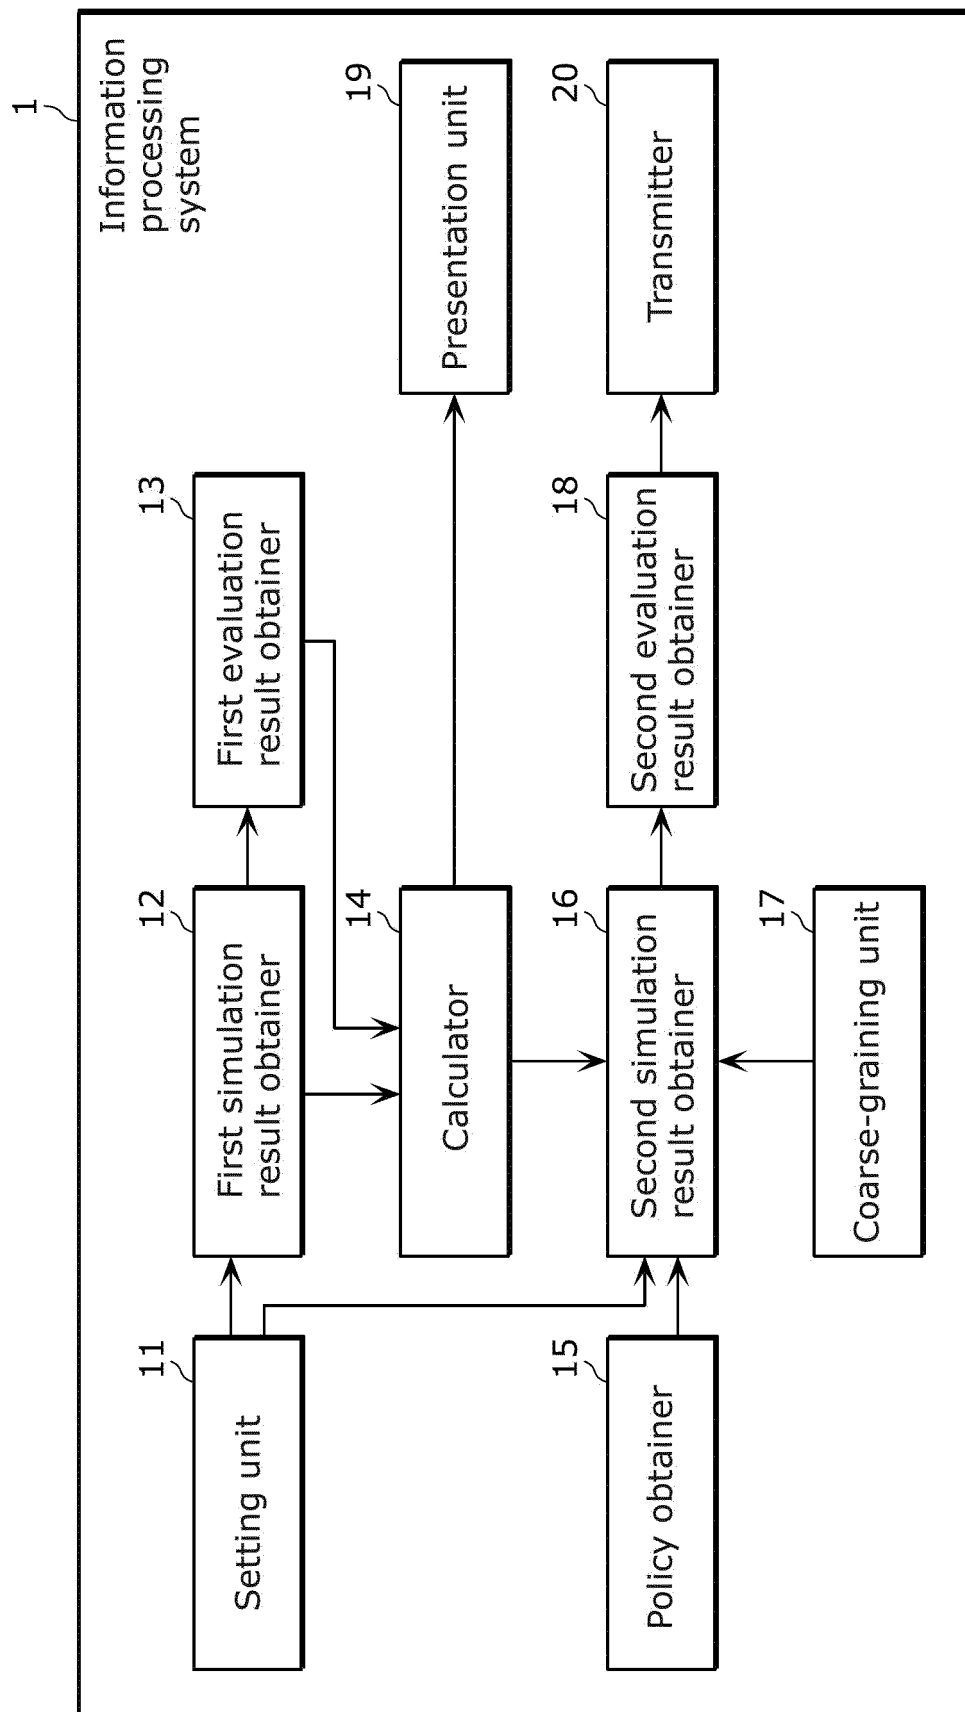 1
Information
processing
system
11
Setting unit
12
First simulation
result obtainer
13
First evaluation
result obtainer
14
Calculator
19
Presentation unit
15
Policy obtainer
16
Second simulation
result obtainer
18
Second evaluation
result obtainer
20
Transmitter
17
Coarse-graining unit